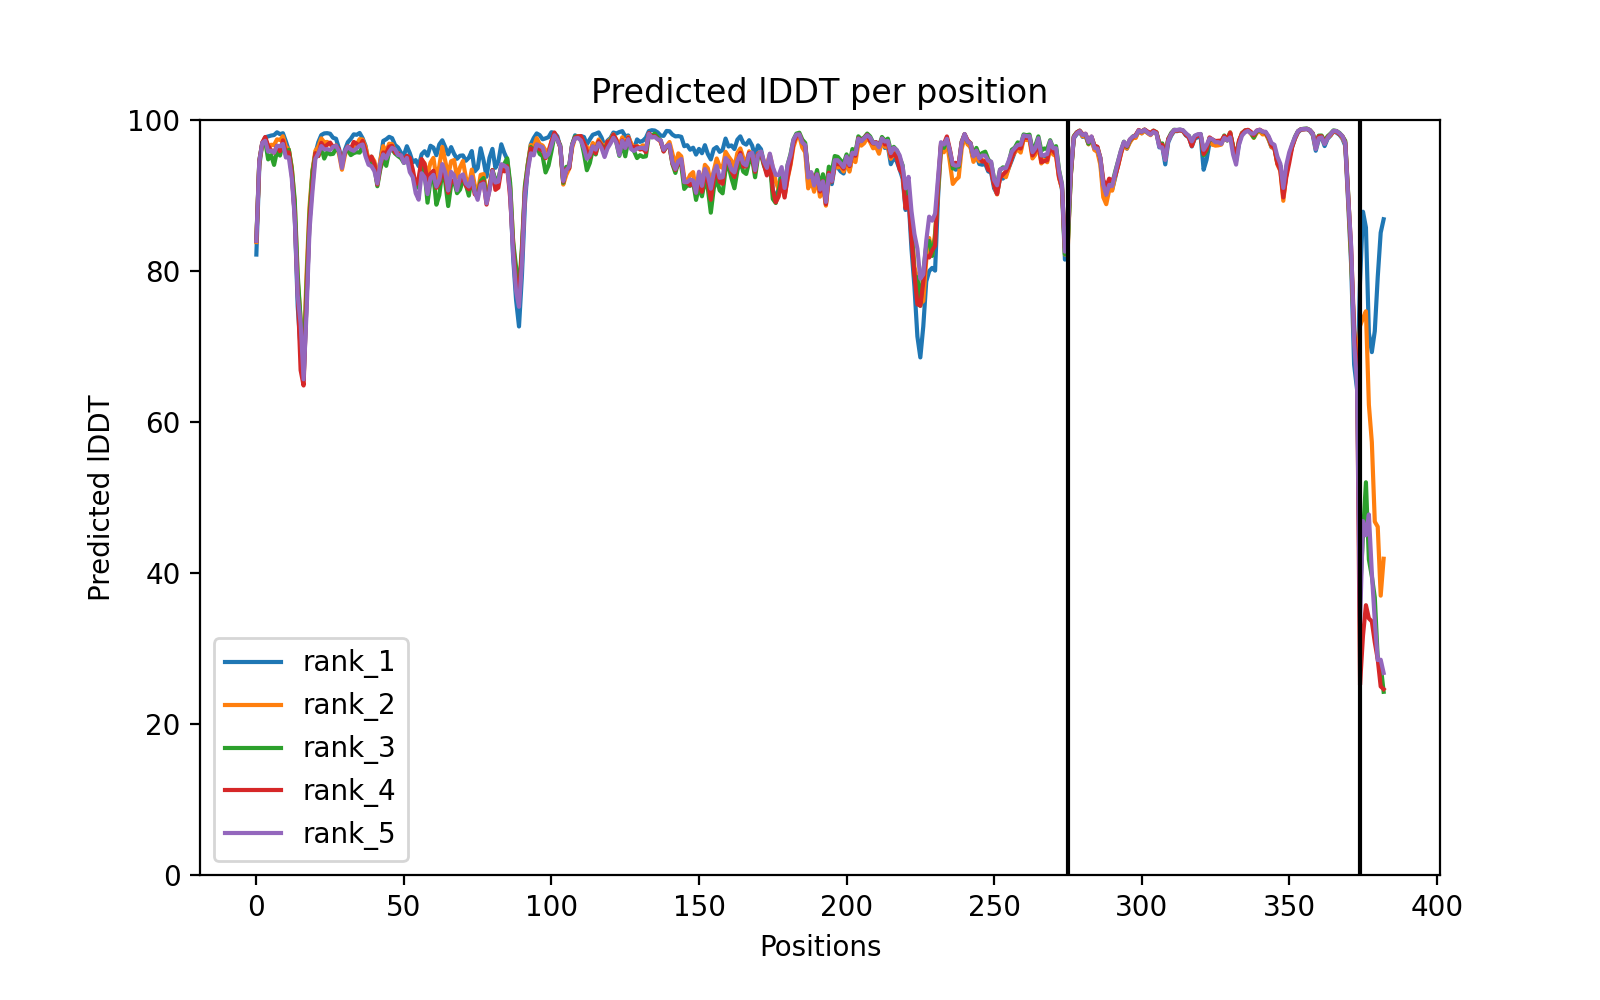 Predicted lDDT per position
100
80
60
40
20
0
Predicted lDDT
rank_1
rank_2
rank_3
rank_4
rank_5
0 50 100 150 200 250 300 350 400
Positions